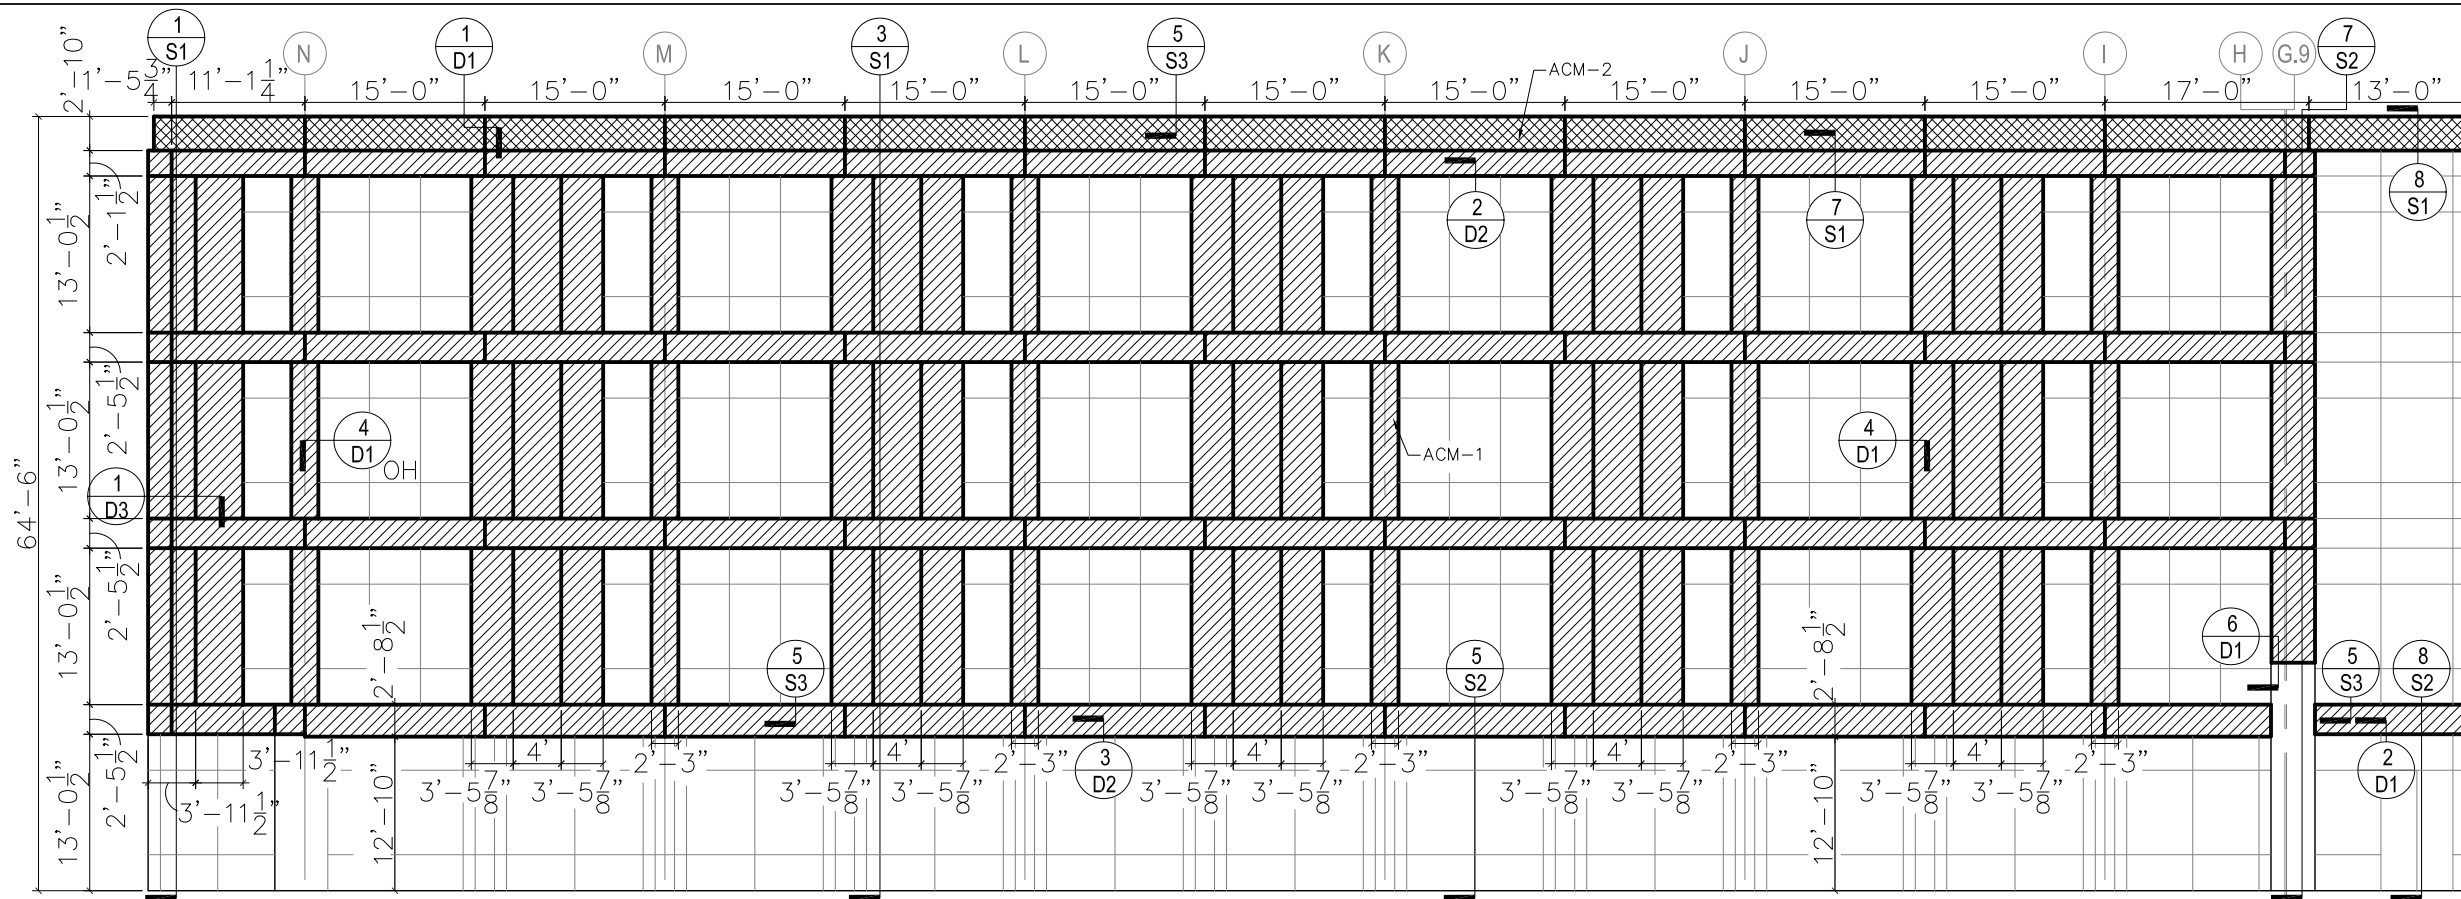 1
S1
N
1
D1
M
3
S1
L
5
S3
K
J
I
H
G.9
7
S2
2'-10"
1'-5 3/4"
11'-1 1/4"
15'-0"
15'-0"
15'-0"
15'-0"
15'-0"
15'-0"
15'-0"
15'-0"
15'-0"
15'-0"
17'-0"
13'-0"
ACM-2
2'-1 1/2"
13'-0 1/2"
2
D2
7
S1
8
S1
2'-5 1/2"
13'-0 1/2"
4
D1
OH
ACM-1
4
D1
1
D3
64'-6"
2'-5 1/2"
13'-0 1/2"
2'-8 1/2"
5
S3
5
S2
2'-8 1/2"
6
D1
5
S3
8
S2
2'-5 1/2"
13'-0 1/2"
3'-11 1/2"
3'-11 1/2"
12'-10"
4'
3'-5 7/8"
3'-5 7/8"
2'-3"
4'
3'-5 7/8"
3'-5 7/8"
2'-3"
3
D2
4'
3'-5 7/8"
3'-5 7/8"
2'-3"
4'
3'-5 7/8"
3'-5 7/8"
2'-3"
12'-10"
4'
3'-5 7/8"
3'-5 7/8"
2'-3"
2
D1